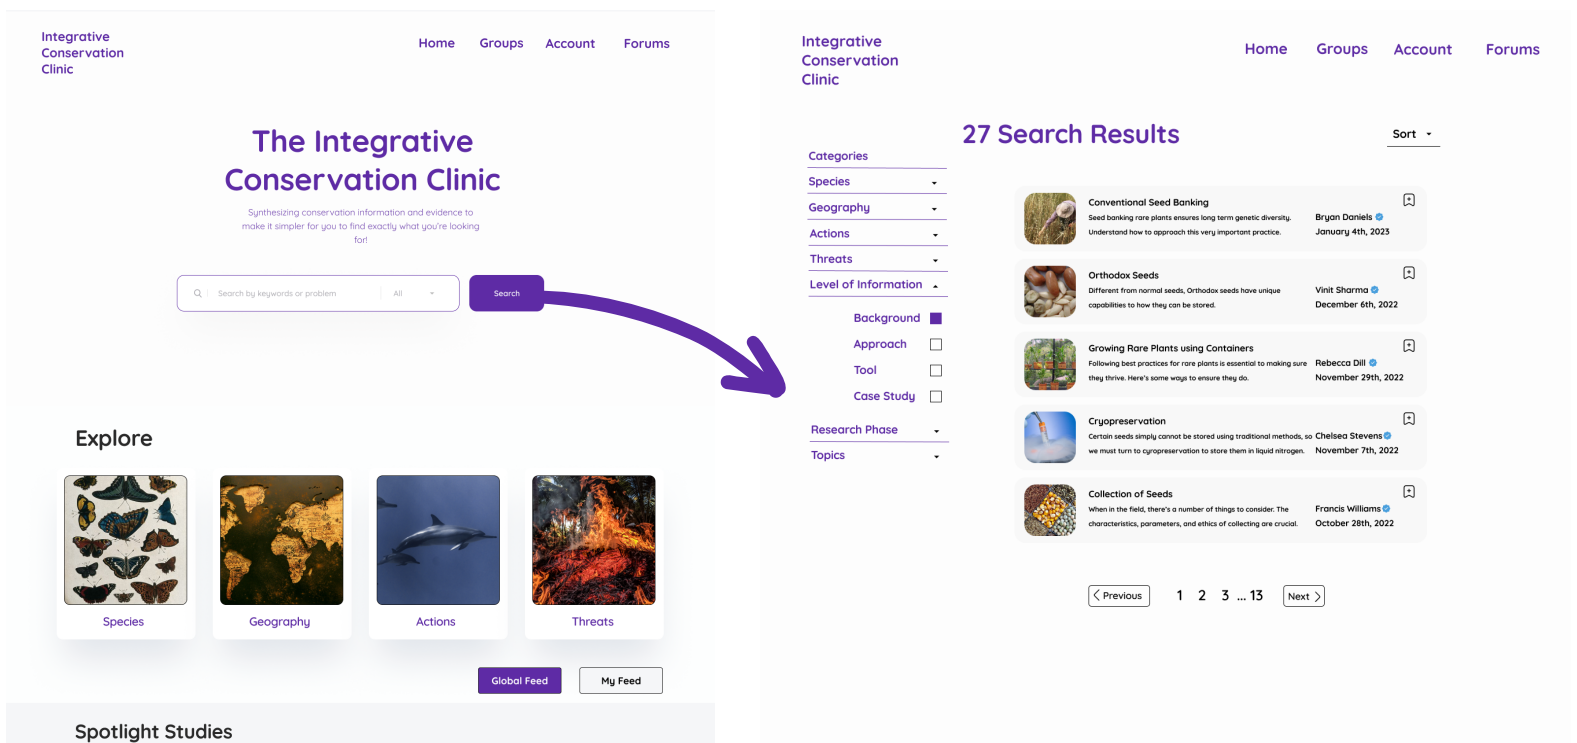 Integrative
Conservation
Clinic
Home Groups Account Forums
The Integrative
Conservation Clinic
Synthesizing conservation information and evidence to
make it simpler for you to find exactly what you're looking
for!
Search by keywords or problem All Search
Explore
Species Geography Actions Threats
Global Feed My Feed
Spotlight Studies
Integrative
Conservation
Clinic
Home Groups Account Forums
27 Search Results
Sort
Categories
Species
Geography
Actions
Threats
Level of Information
Background
Approach
Tool
Case Study
Research Phase
Topics
Conventional Seed Banking
Seed banking rare plants ensures long term genetic diversity.
Understand how to approach this very important practice.
Bryan Daniels
January 4th, 2023
Orthodox Seeds
Different from normal seeds, Orthodox seeds have unique
capabilities to how they can be stored.
Vinit Sharma
December 6th, 2022
Growing Rare Plants using Containers
Following best practices for rare plants is essential to making sure
they thrive. Here's some ways to ensure they do.
Rebecca Dill
November 29th, 2022
Cryopreservation
Certain seeds simply cannot be stored using traditional methods, so
we must turn to cyropreservation to store them in liquid nitrogen.
Chelsea Stevens
November 7th, 2022
Collection of Seeds
When in the field, there's a number of things to consider. The
characteristics, parameters, and ethics of collecting are crucial.
Francis Williams
October 28th, 2022
Previous 1 2 3 ... 13 Next